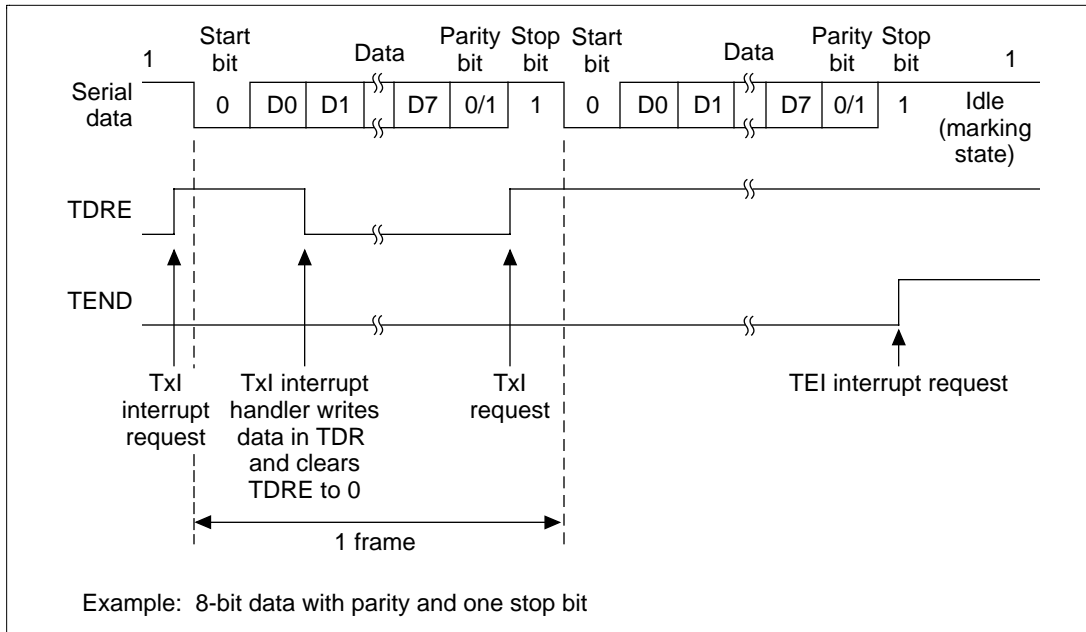 1 Start bit Data Parity bit Stop bit Start bit Data Parity bit Stop bit 1
Serial data 0 D0 D1 D7 0/1 1 0 D0 D1 D7 0/1 1 Idle (marking state)
TDRE
TEND
TxI interrupt request
TxI interrupt handler writes data in TDR and clears TDRE to 0
TxI request
TEI interrupt request
1 frame
Example: 8-bit data with parity and one stop bit